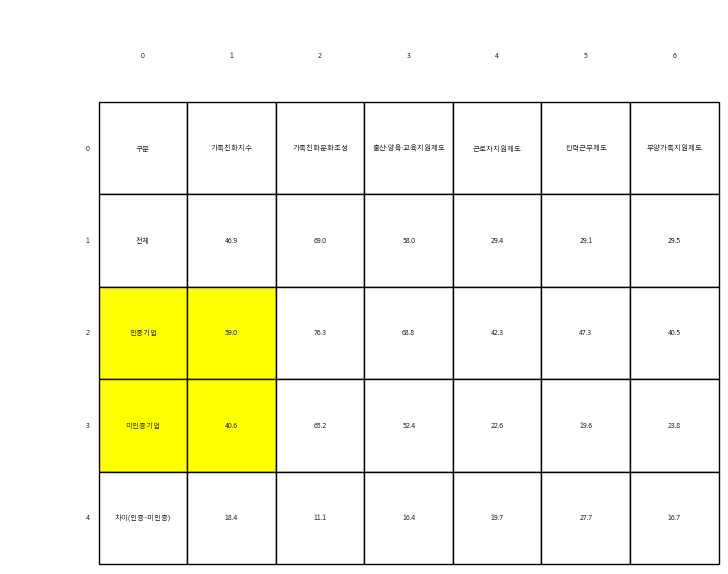 0 1 2 3 4 5 6
0 구분 가족친화지수 가족친화문화조성 출산·양육·교육지원제도 근로자지원제도 탄력근무제도 부양가족지원제도
1 전체 46.9 69.0 58.0 29.4 29.1 29.5
2 인증기업 59.0 76.3 68.8 42.3 47.3 40.5
3 미인증기업 40.6 65.2 52.4 22.6 19.6 23.8
4 차이(인증-미인증) 18.4 11.1 16.4 19.7 27.7 16.7